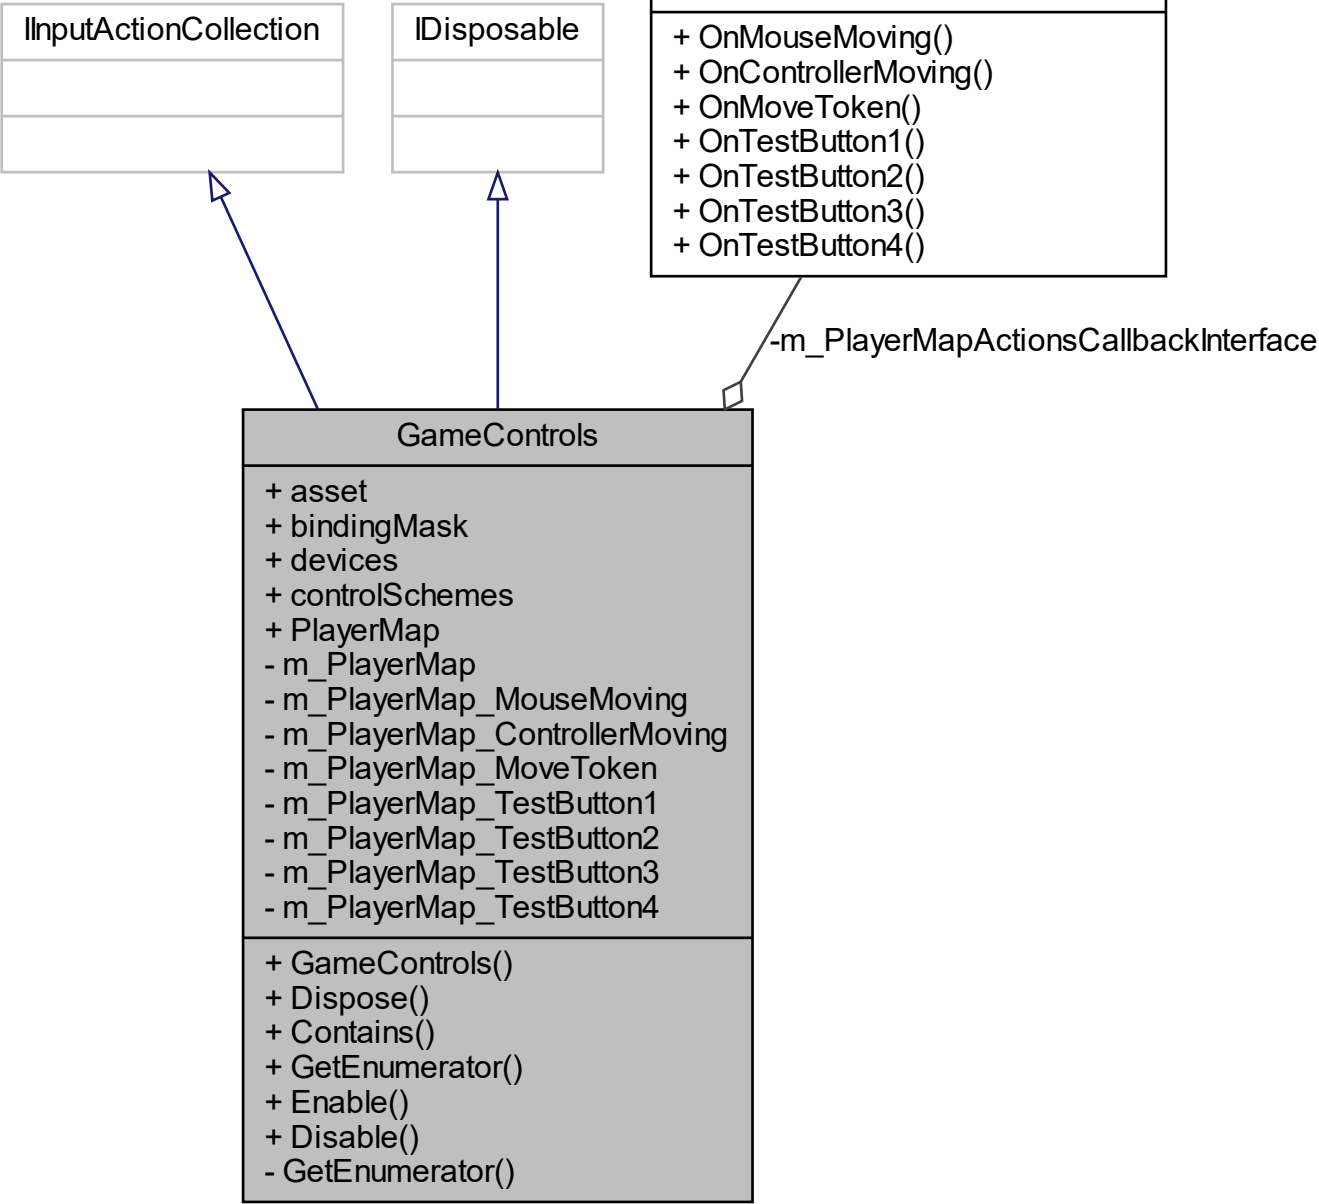 IInputActionCollection
IDisposable
+ OnMouseMoving()
+ OnControllerMoving()
+ OnMoveToken()
+ OnTestButton1()
+ OnTestButton2()
+ OnTestButton3()
+ OnTestButton4()
-m_PlayerMapActionsCallbackInterface
GameControls
+ asset
+ bindingMask
+ devices
+ controlSchemes
+ PlayerMap
- m_PlayerMap
- m_PlayerMap_MouseMoving
- m_PlayerMap_ControllerMoving
- m_PlayerMap_MoveToken
- m_PlayerMap_TestButton1
- m_PlayerMap_TestButton2
- m_PlayerMap_TestButton3
- m_PlayerMap_TestButton4
+ GameControls()
+ Dispose()
+ Contains()
+ GetEnumerator()
+ Enable()
+ Disable()
- GetEnumerator()